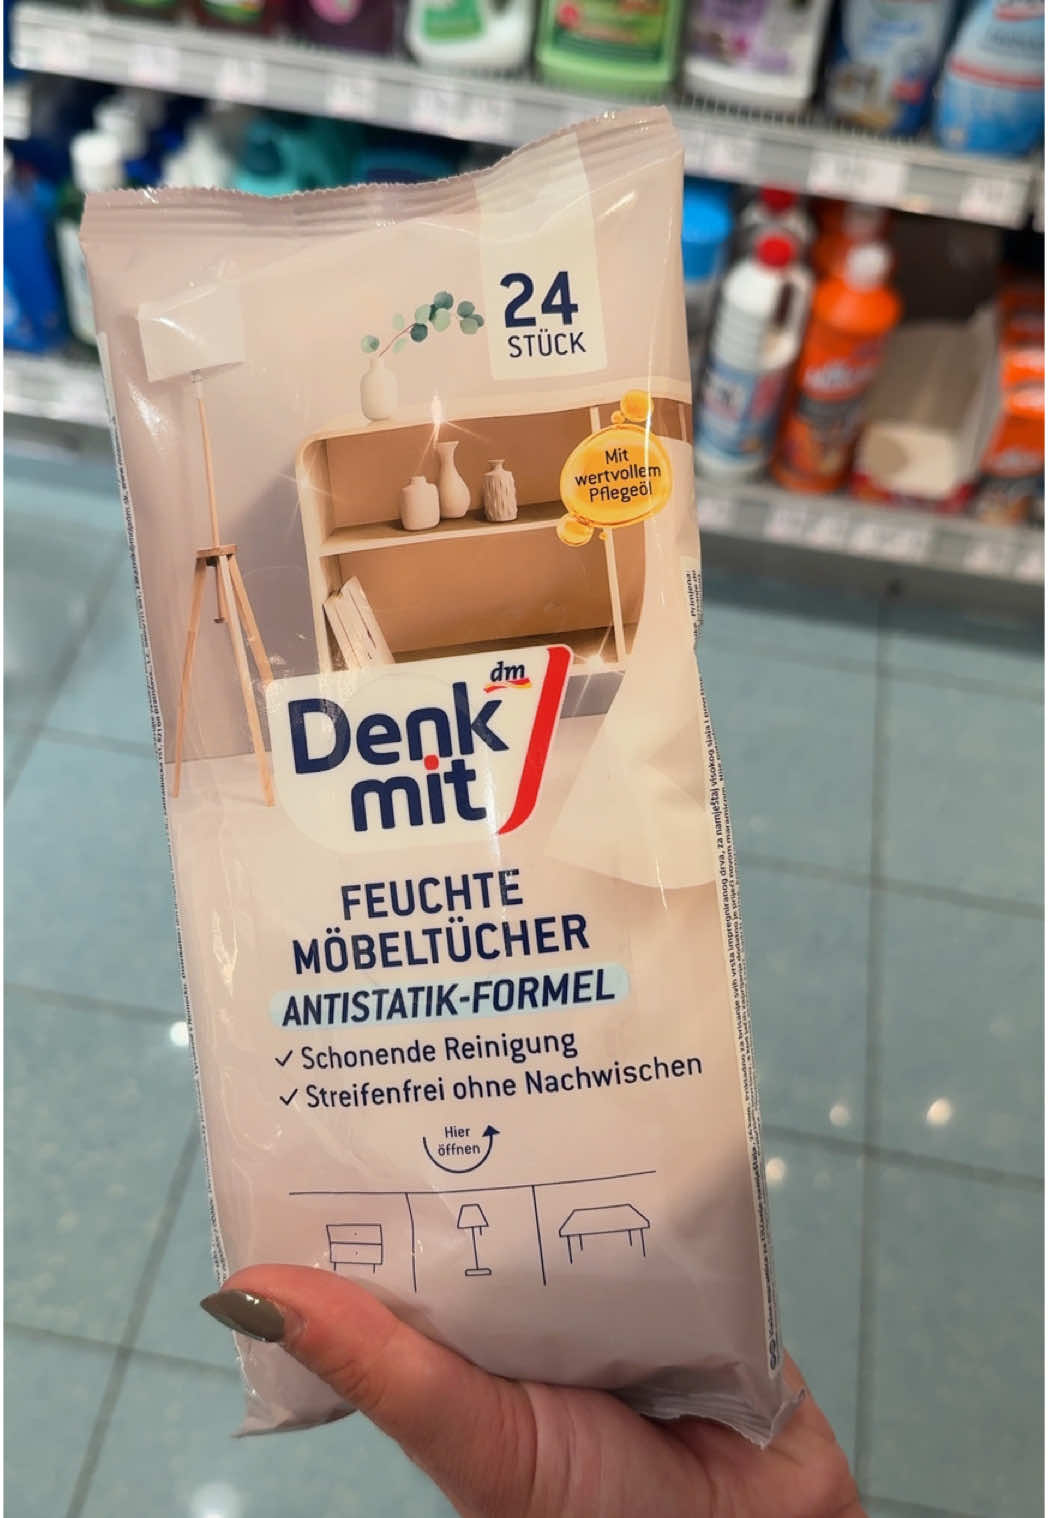 24
STÜCK
Mit
wertvollem
Pflegeöl
dm
Denk
mit
FEUCHTE
MÖBELTÜCHER
ANTISTATIK-FORMEL
✓ Schonende Reinigung
✓ Streifenfrei ohne Nachwischen
Hier
öffnen